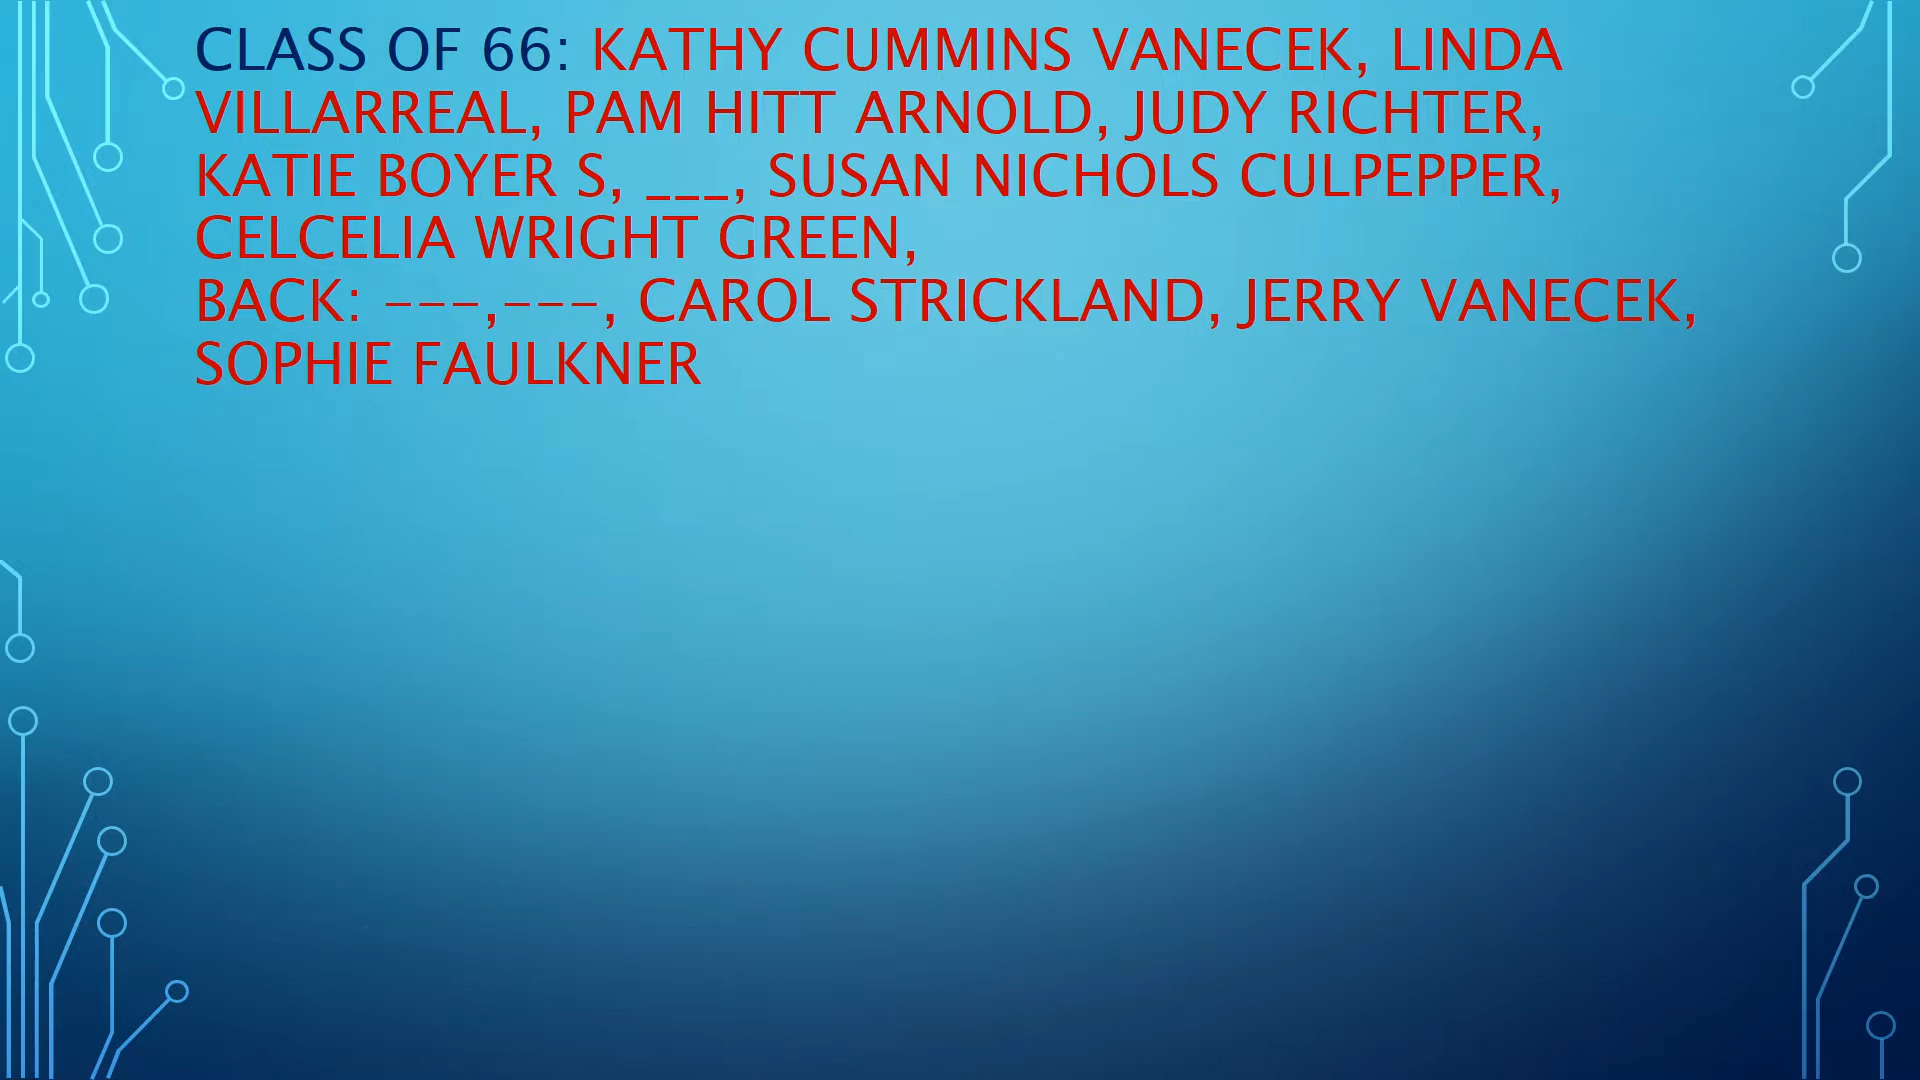 CLASS OF 66: KATHY CUMMINS VANECEK, LINDA
VILLARREAL, PAM HITT ARNOLD, JUDY RICHTER,
KATIE BOYER S, ___, SUSAN NICHOLS CULPEPPER,
CELCELIA WRIGHT GREEN,
BACK: ---,---, CAROL STRICKLAND, JERRY VANECEK,
SOPHIE FAULKNER